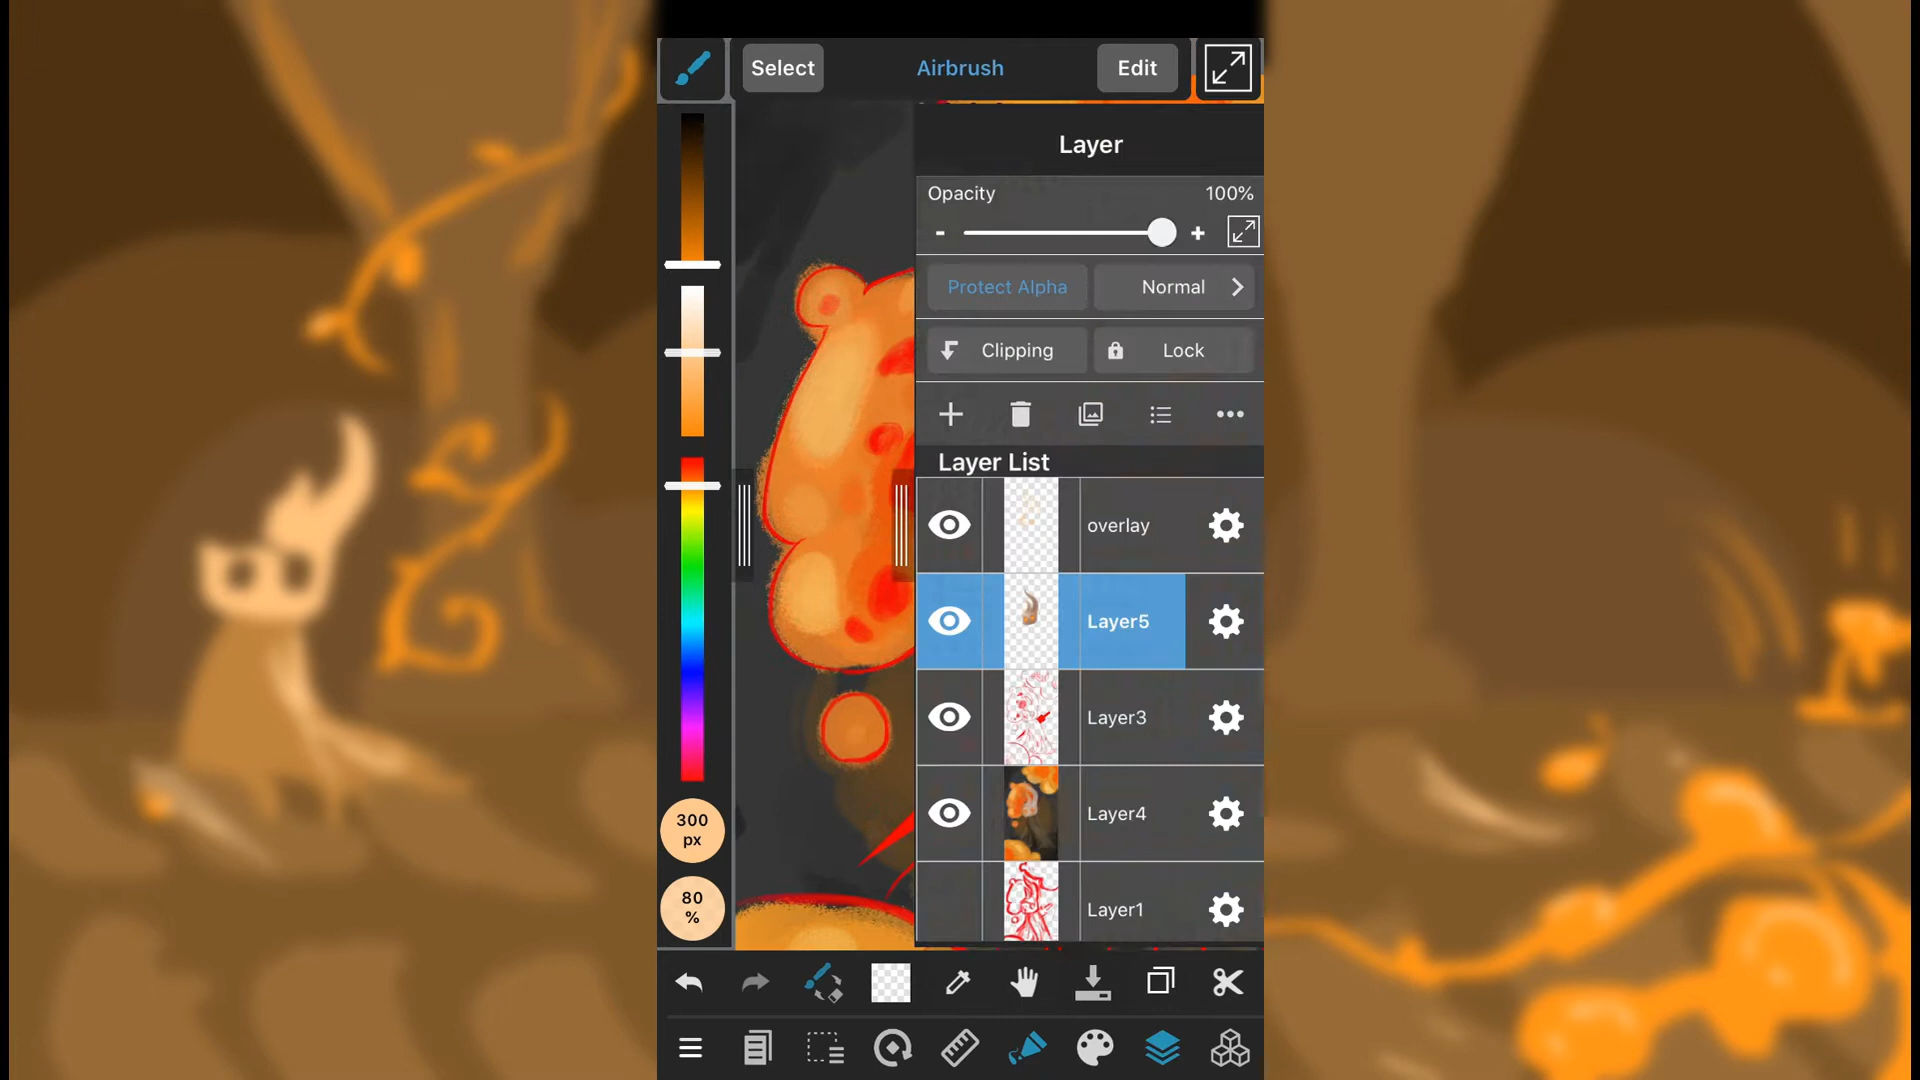 Select
Airbrush
Edit
Layer
Opacity
100%
-
+
Protect Alpha
Normal
Clipping
Lock
Layer List
overlay
Layer5
Layer3
Layer4
Layer1
300
px
80
%